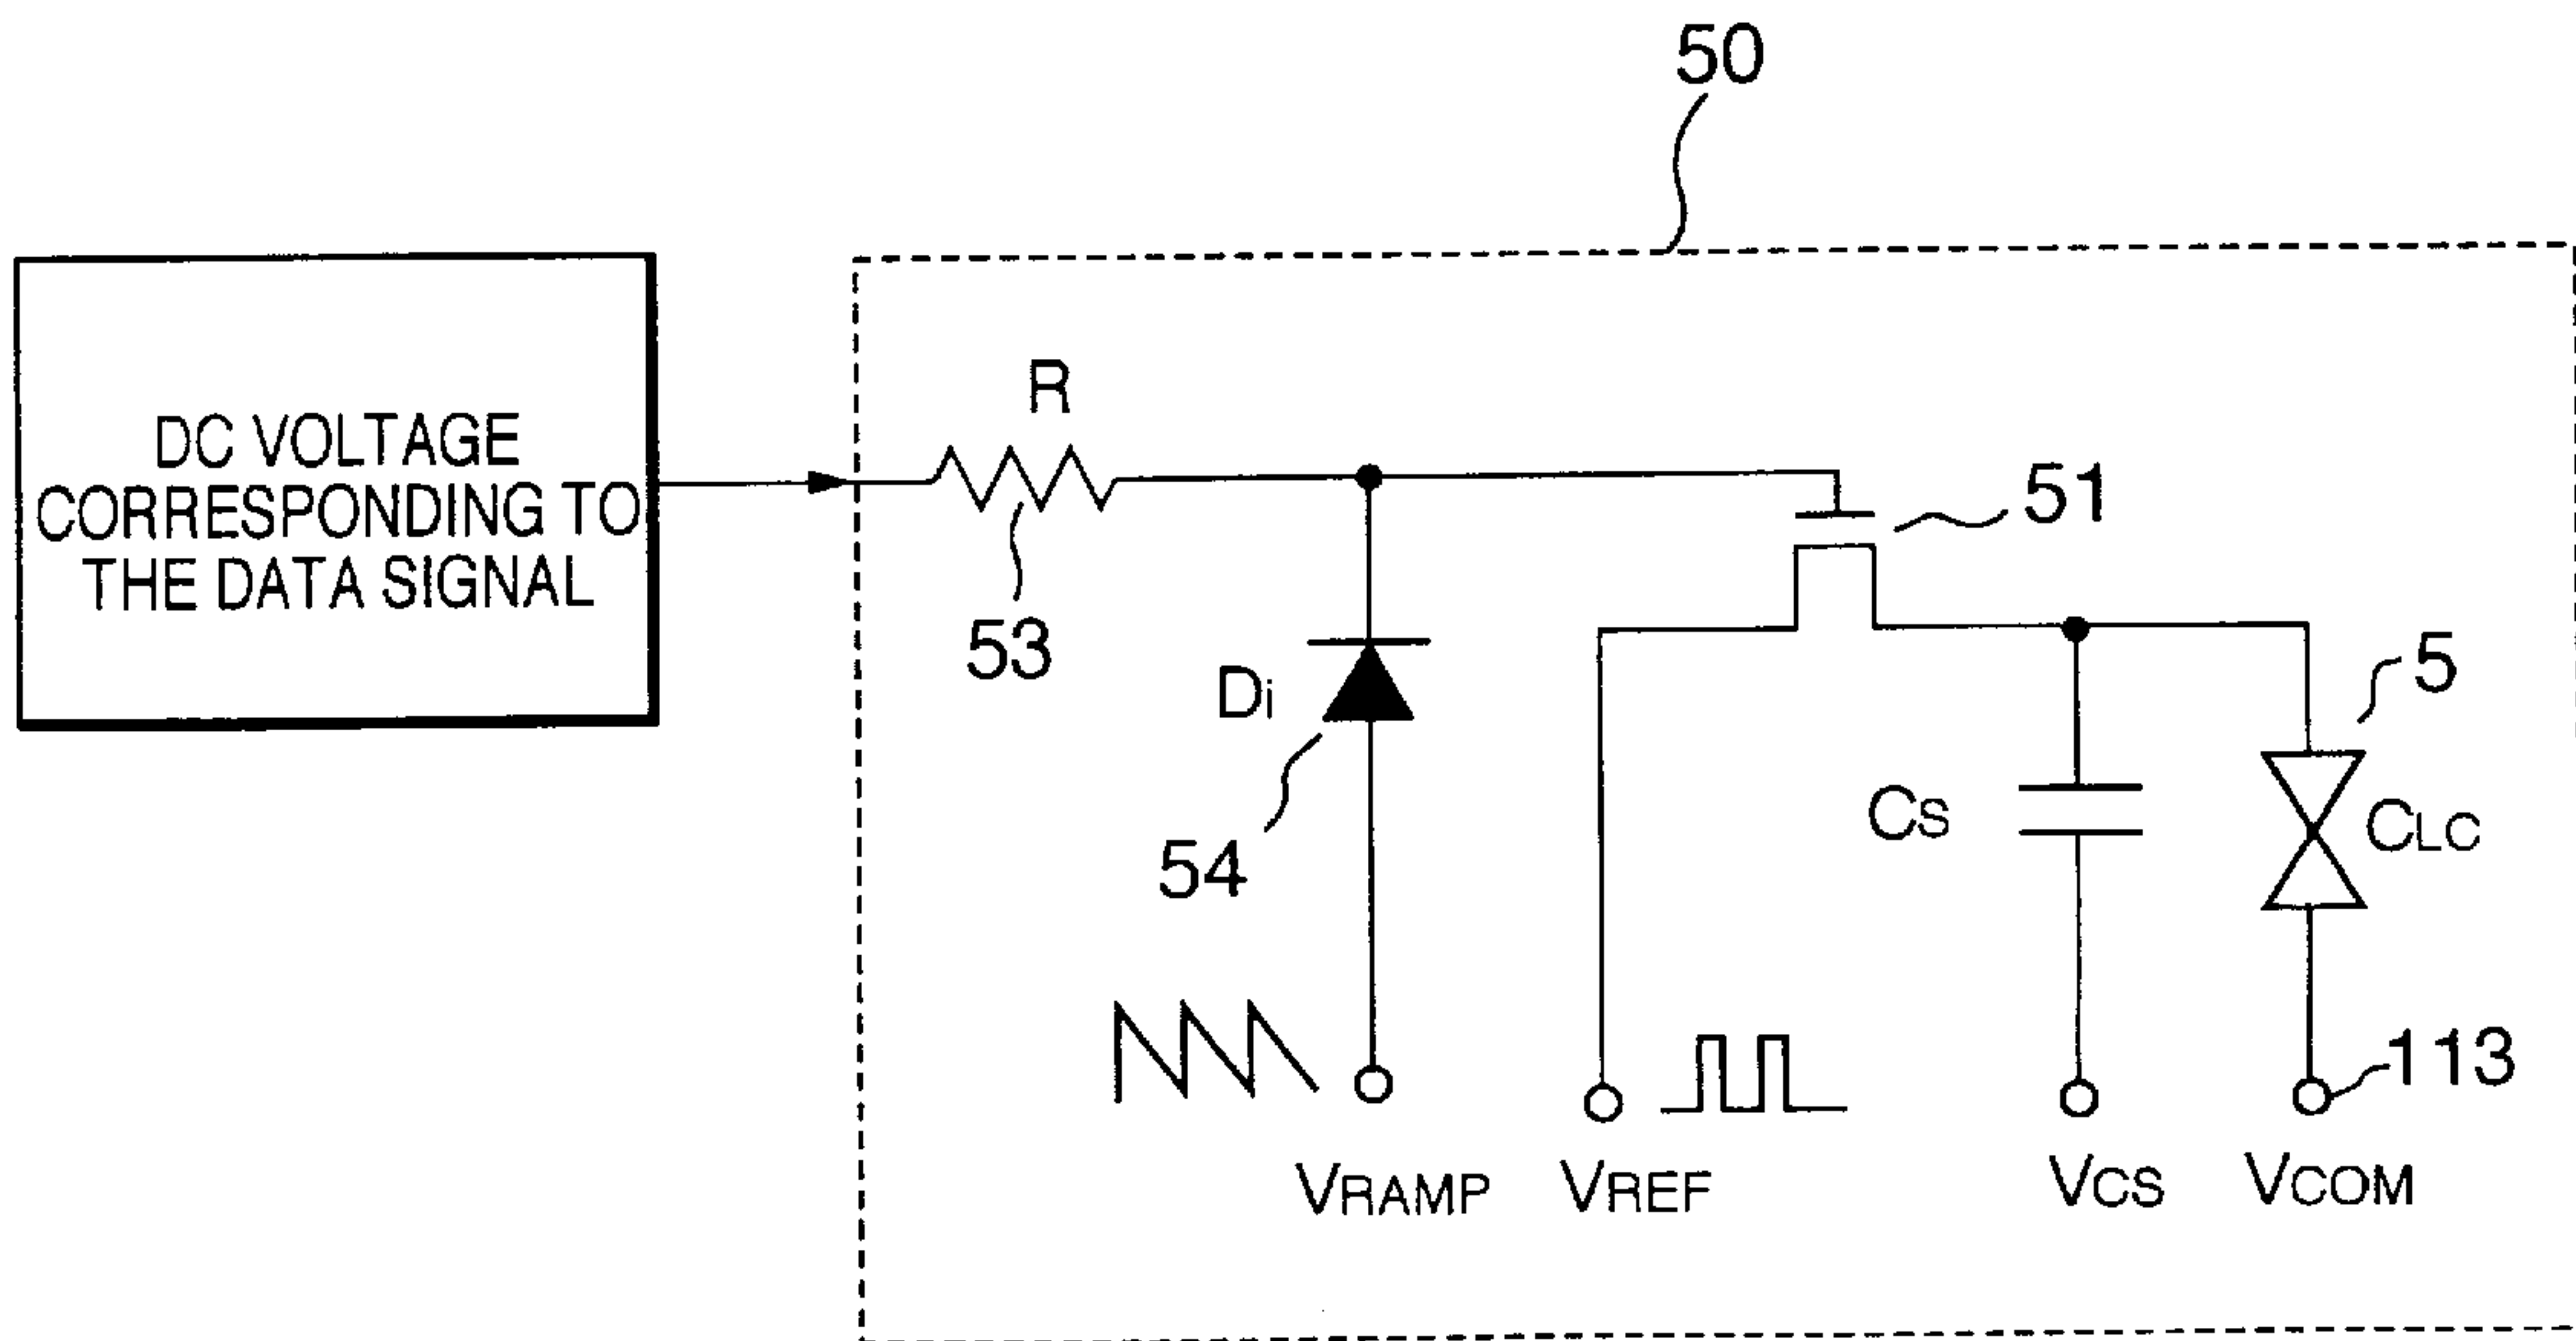 50
DC VOLTAGE
CORRESPONDING TO
THE DATA SIGNAL
R
53
51
Di
54
5
CS
CLC
113
VRAMP
VREF
VCS
VCOM